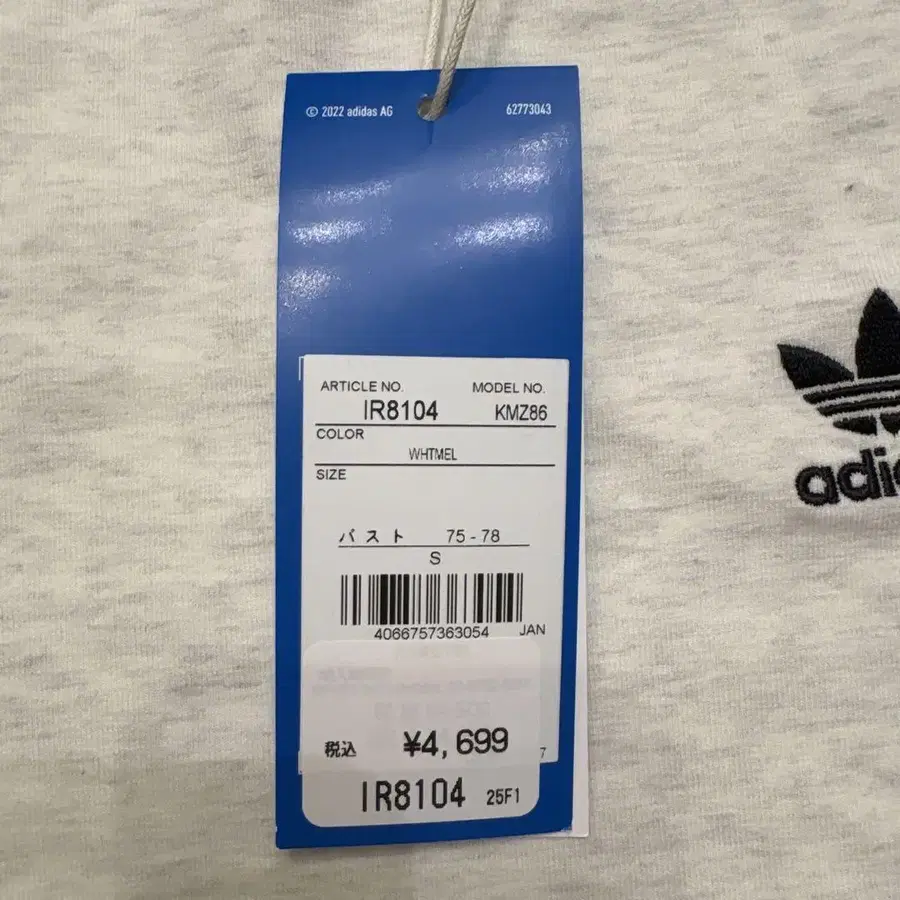 © 2022 adidas AG 62773043
ARTICLE NO. MODEL NO.
IR8104 KMZ86
COLOR
WHTMEL
SIZE
バスト 75-78
S
4066757363054 JAN
7
税込 ¥4,699
IR8104 25F1